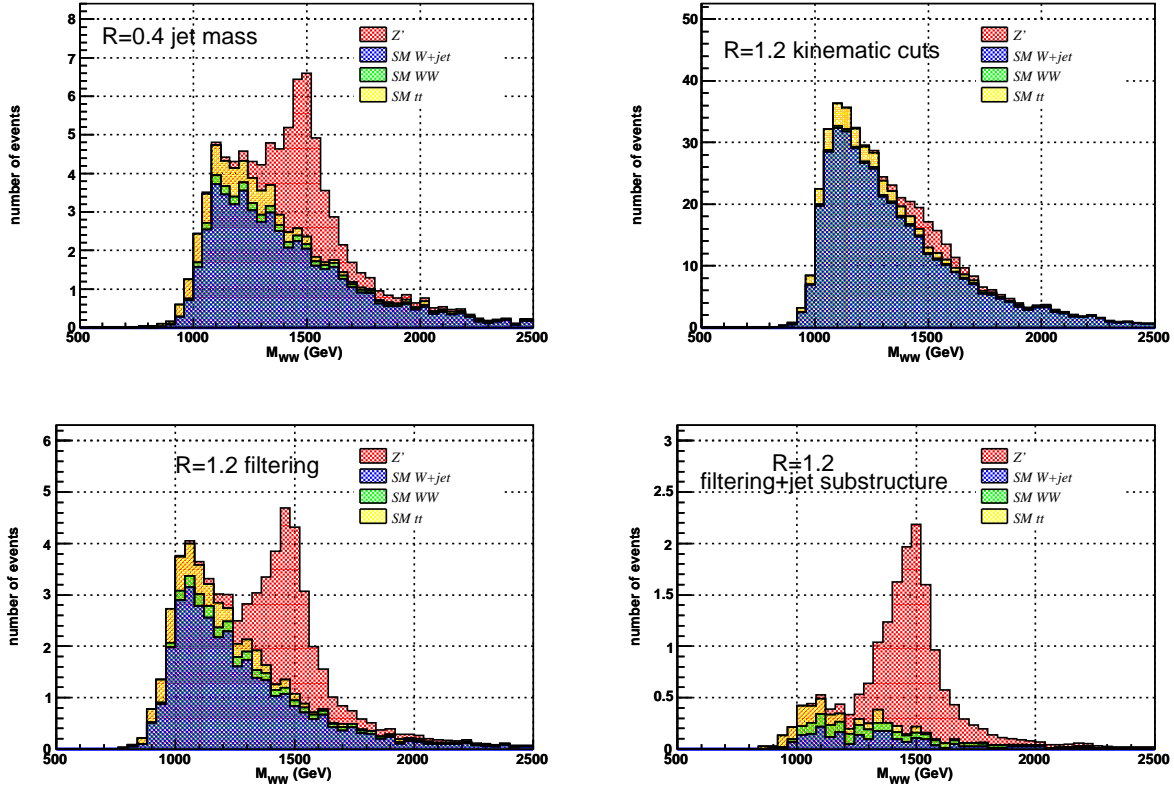 R=0.4 jet mass
Z'
SM W+jet
SM WW
SM tt
number of events
8
7
6
5
4
3
2
1
0
1000
1500
2000
2500
M_WW (GeV)
R=1.2 kinematic cuts
Z'
SM W+jet
SM WW
SM tt
number of events
50
40
30
20
10
0
500
1000
1500
2000
2500
M_WW (GeV)
R=1.2 filtering
Z'
SM W+jet
SM WW
SM tt
number of events
6
5
4
3
2
1
0
500
1000
1500
2000
2500
M_WW (GeV)
R=1.2
filtering+jet substructure
Z'
SM W+jet
SM WW
SM tt
number of events
3
2.5
2
1.5
1
0.5
0
500
1000
1500
2000
2500
M_WW (GeV)